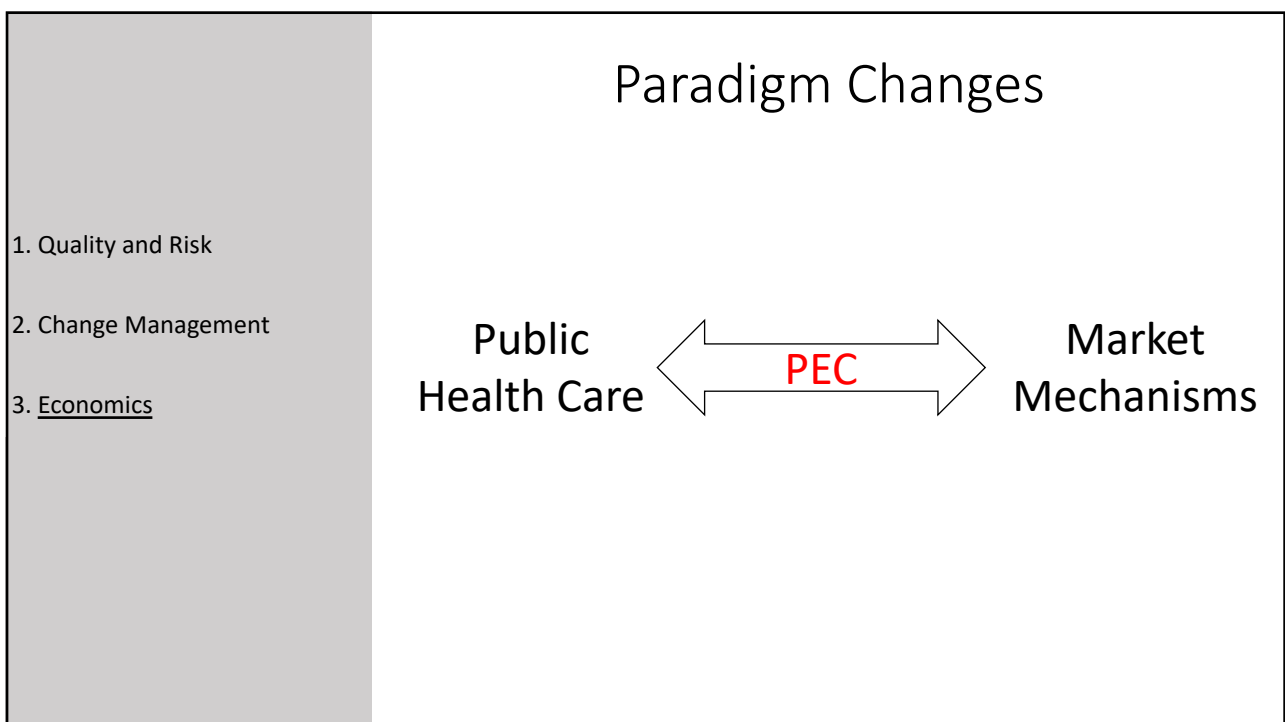 Paradigm Changes
1. Quality and Risk
2. Change Management
3. Economics
Public
Health Care
PEC
Market
Mechanisms